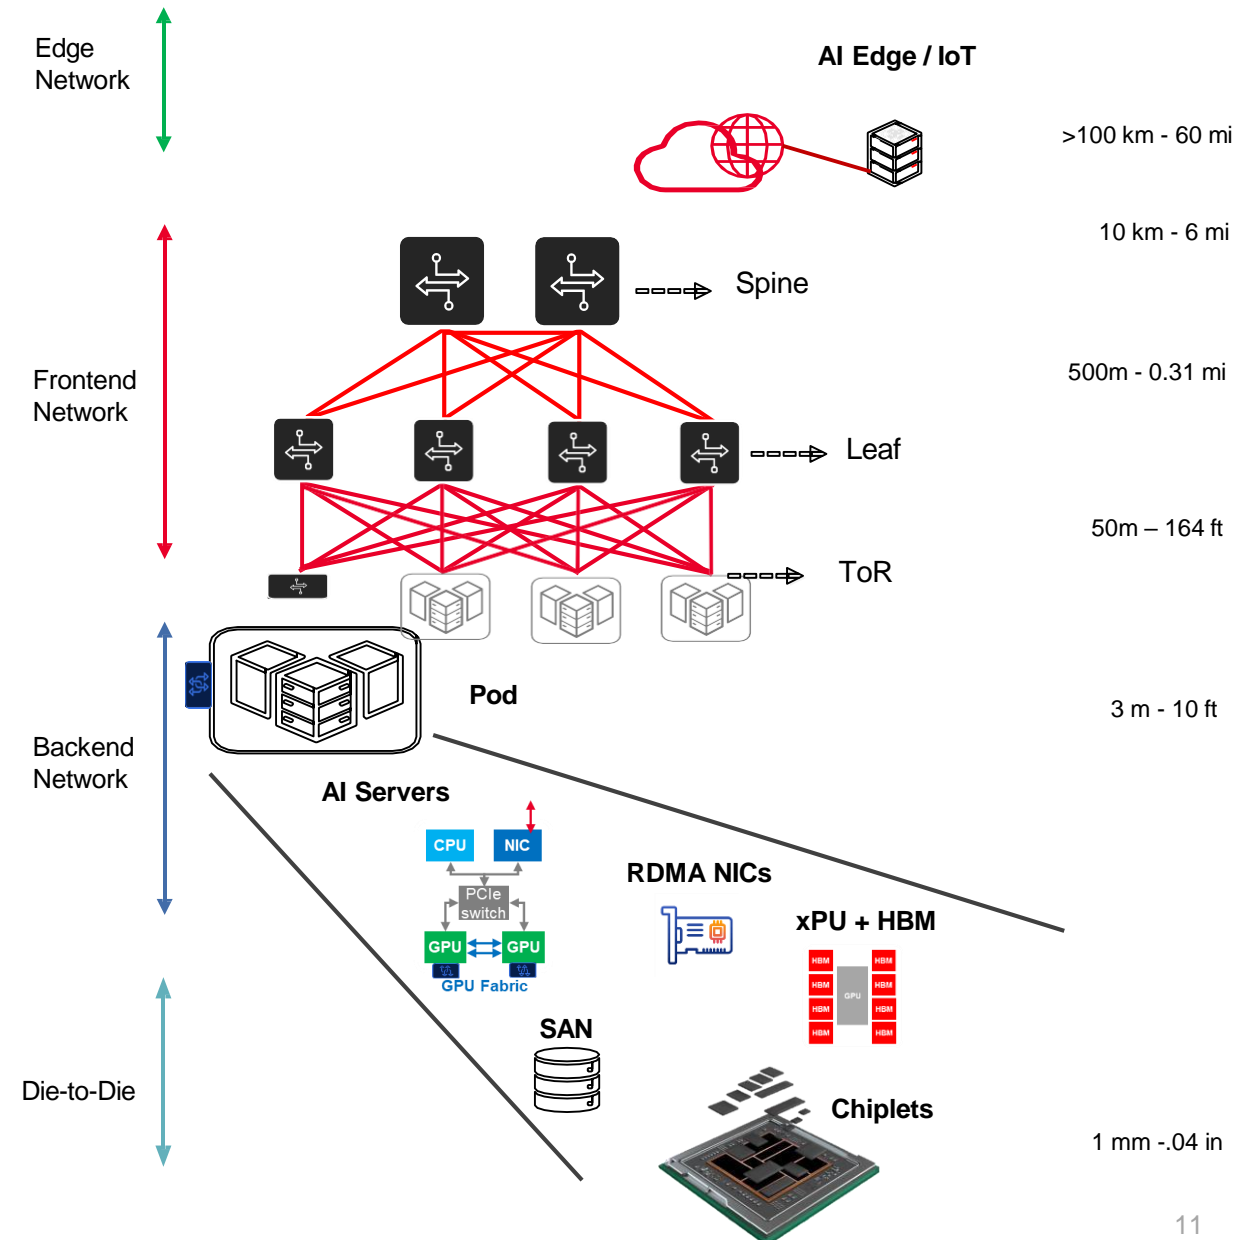 Edge
Network
AI Edge / IoT
>100 km - 60 mi
10 km - 6 mi
Spine
Frontend
Network
500m - 0.31 mi
Leaf
50m – 164 ft
ToR
Pod
3 m - 10 ft
Backend
Network
AI Servers
CPU
NIC
PCIe
switch
GPU
GPU
GPU Fabric
RDMA NICs
xPU + HBM
HBM
HBM
HBM
HBM
GPU
HBM
HBM
HBM
HBM
SAN
Die-to-Die
Chiplets
1 mm -.04 in
11